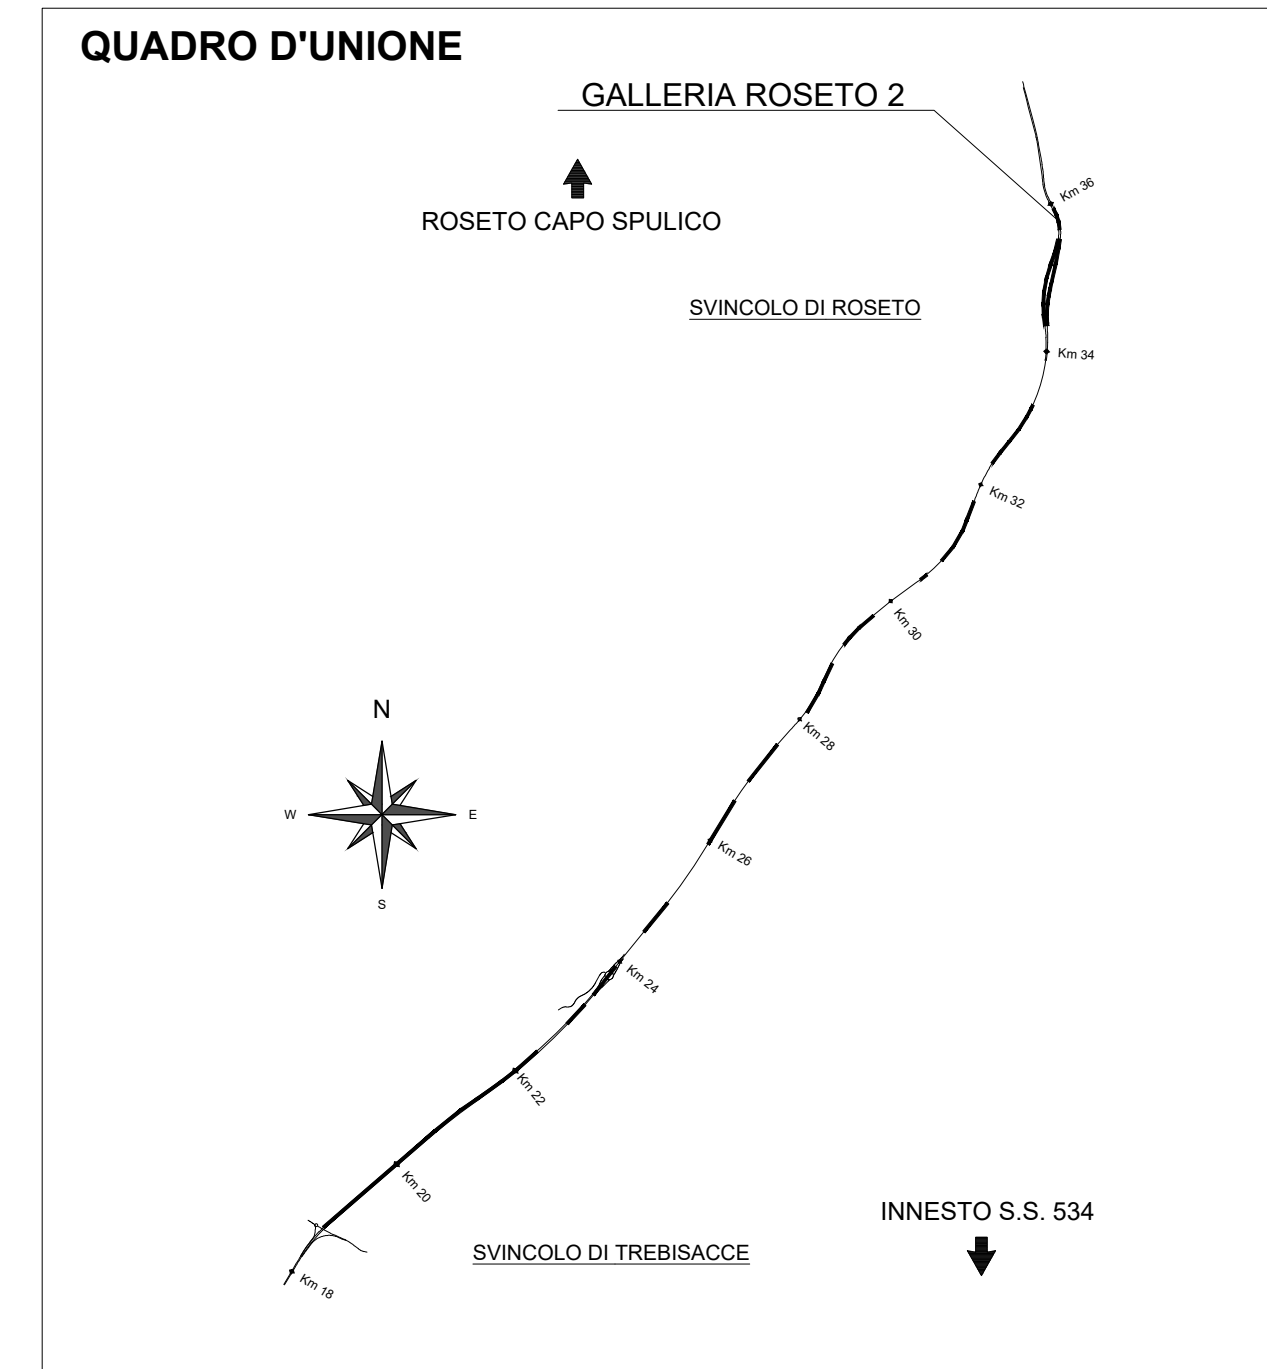 QUADRO D'UNIONE
GALLERIA ROSETO 2
Km 36
ROSETO CAPO SPULICO
SVINCOLO DI ROSETO
Km 34
Km 32
Km 30
N
Km 28
W
E
Km 26
S
Km 24
Km 22
Km 20
INNESTO S.S. 534
SVINCOLO DI TREBISACCE
Km 18